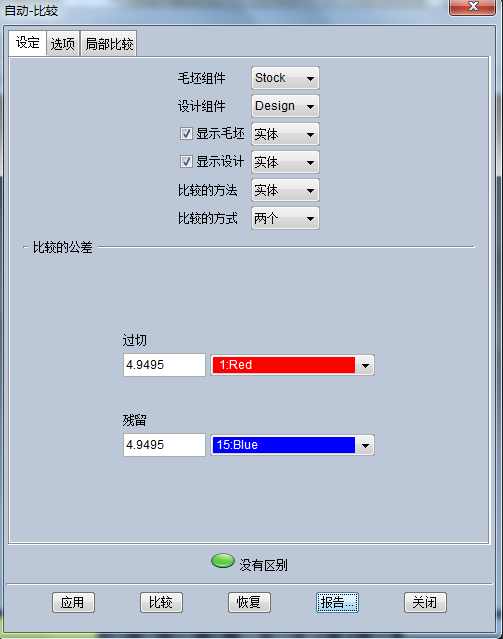 自动-比较
设定 选项 局部比较
毛坯组件 Stock
设计组件 Design
显示毛坯 实体
显示设计 实体
比较的方法 实体
比较的方式 两个
比较的公差
过切
4.9495 1:Red
残留
4.9495 15:Blue
没有区别
应用 比较 恢复 报告... 关闭